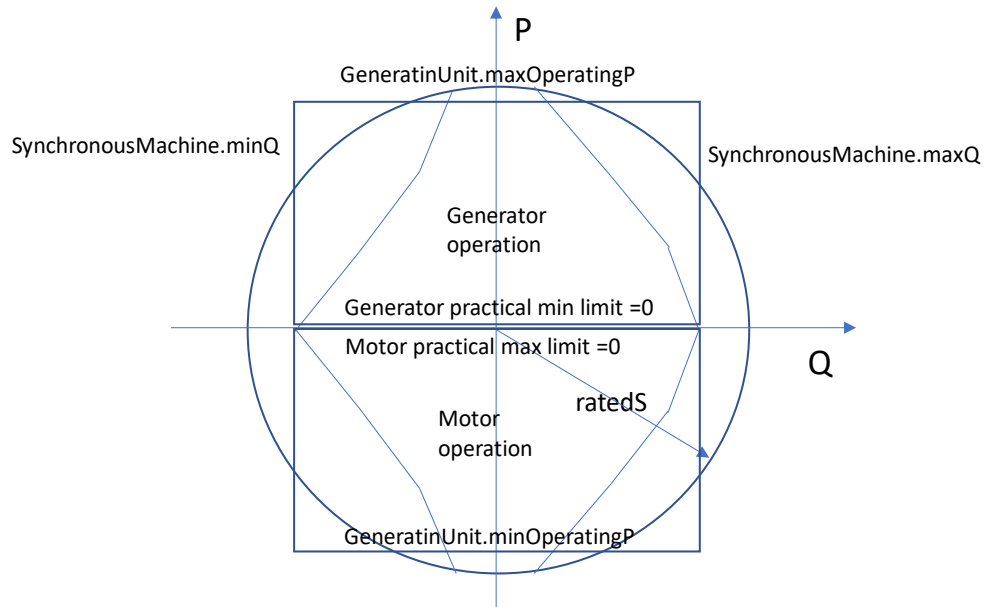 P
GeneratinUnit.maxOperatingP
SynchronousMachine.minQ
SynchronousMachine.maxQ
Generator
operation
Generator practical min limit =0
Motor practical max limit =0
Q
ratedS
Motor
operation
GeneratinUnit.minOperatingP